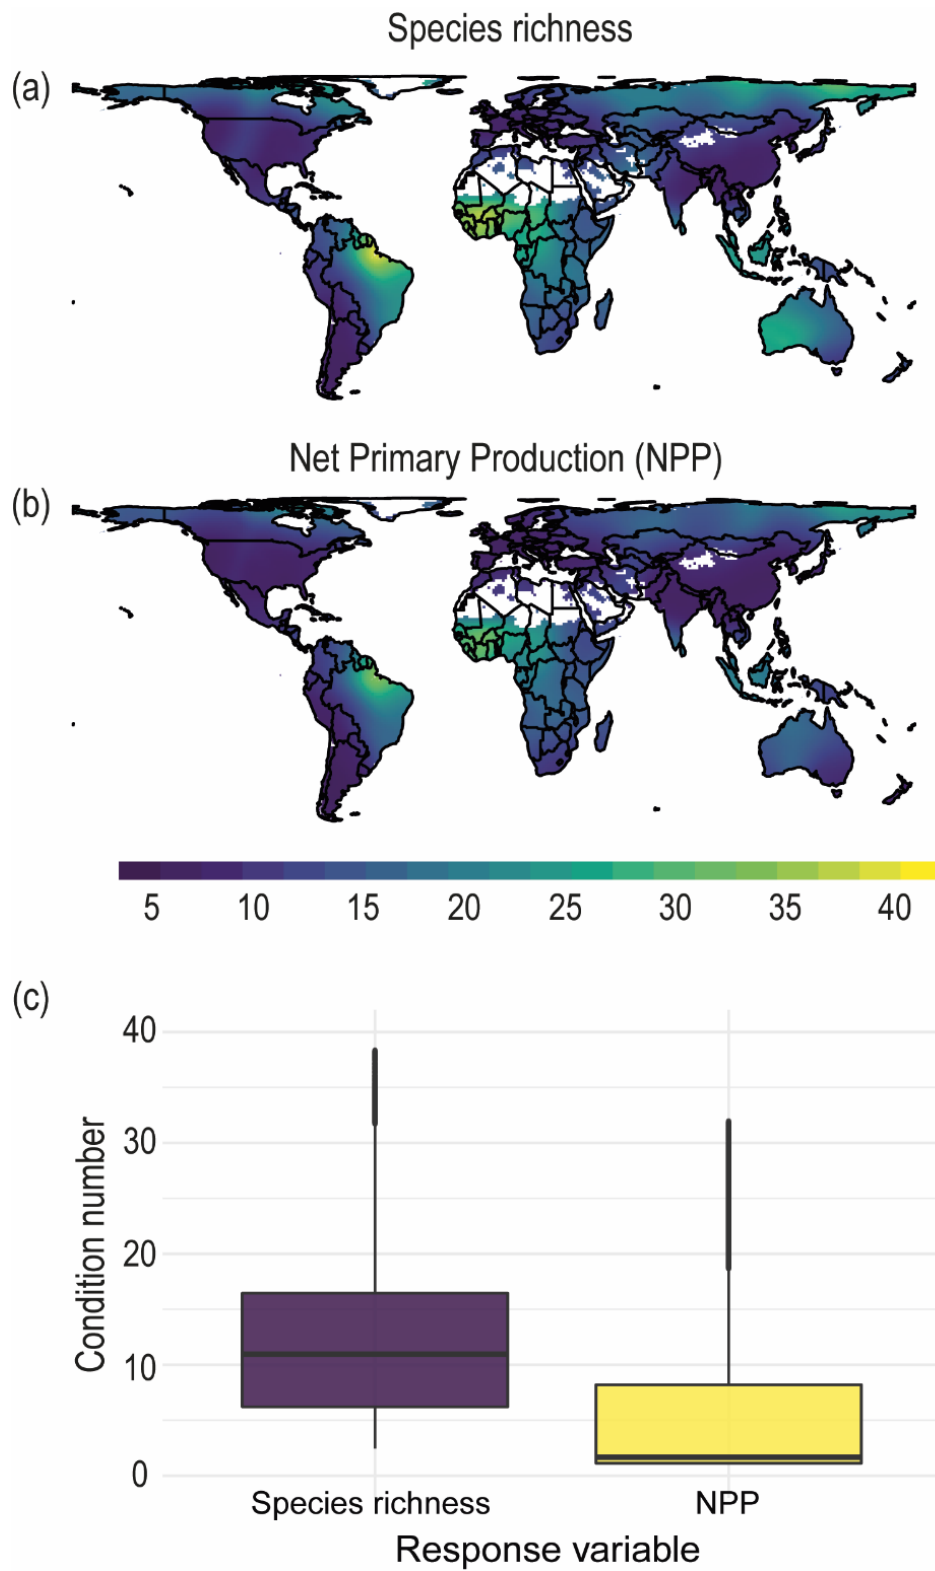 Species richness
(a)
Net Primary Production (NPP)
(b)
5 10 15 20 25 30 35 40
(c)
40
30
20
10
0
Condition number
Species richness NPP
Response variable